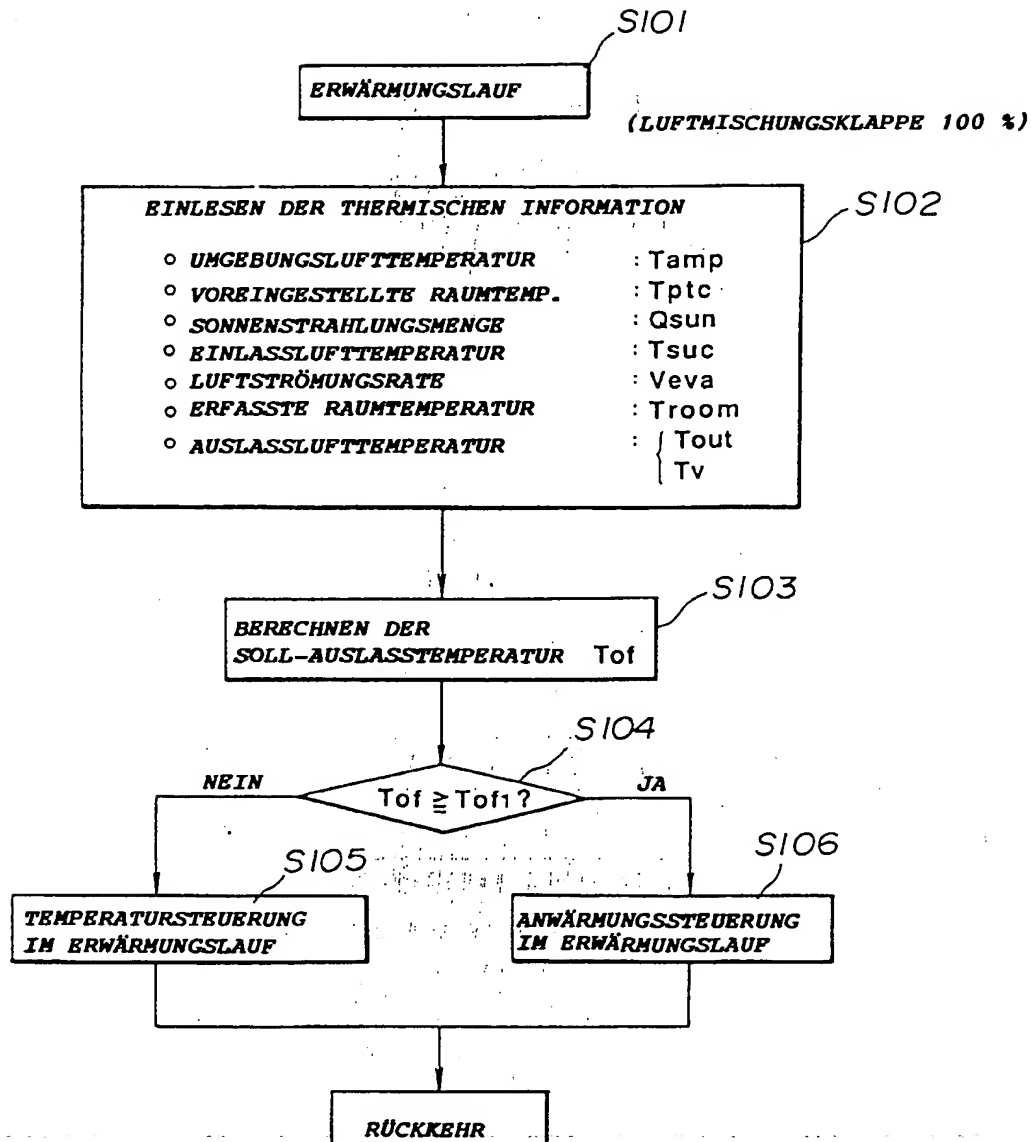 S101
ERWÄRMUNGSLAUF
(LUFTMISCHUNGSKLAPPE 100 %)
EINLESEN DER THERMISCHEN INFORMATION
S102
○ UMGEBUNGSLUFTTEMPERATUR : Tamp
○ VOREINGESTELLTE RAUMTEMP. : Tptc
○ SONNENSTRAHLUNGSMENGE : Qsun
○ EINLASSLUFTTEMPERATUR : Tsuc
○ LUFTSTRÖMUNGSRATE : Veva
○ ERFASSTE RAUMTEMPERATUR : Troom
○ AUSLASSLUFTTEMPERATUR : { Tout
Tv
S103
BERECHNEN DER
SOLL-AUSLASSTEMPERATUR Tof
S104
NEIN
Tof ≧ Tof1 ?
JA
S105
S106
TEMPERATURSTEUERUNG
IM ERWÄRMUNGSLAUF
ANWÄRMUNGSSTEUERUNG
IM ERWÄRMUNGSLAUF
RÜCKKEHR